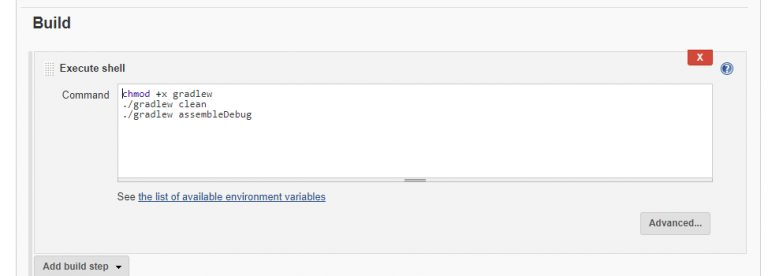 Build
X
Execute shell
?
Command
chmod +x gradlew
./gradlew clean
./gradlew assembleDebug
See the list of available environment variables
Advanced...
Add build step